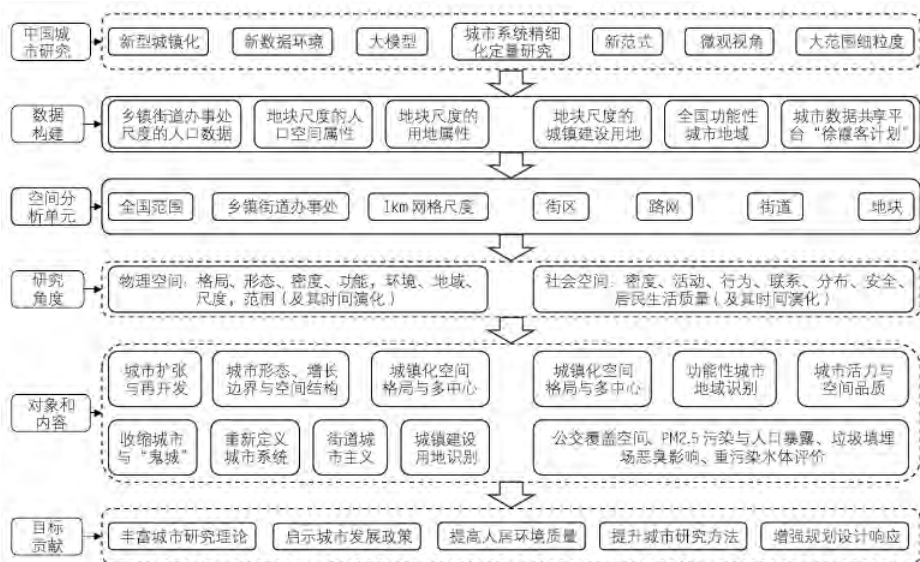 中国城
市研究
新型城镇化
新数据环境
大模型
城市系统精细
化定量研究
新范式
微观视角
大范围细粒度
数据
构建
乡镇街道办事处
尺度的人口数据
地块尺度的人
口空间属性
地块尺度的
用地属性
地块尺度的
城镇建设用地
全国功能性
城市地域
城市数据共享平
台“徐霞客计划”
空间分
析单元
全国范围
乡镇街道办事处
1km网格尺度
街区
路网
街道
地块
研究
角度
物理空间：格局、形态、密度、功能，环境、地域、
尺度，范围（及其时间演化）
社会空间：密度、活动、行为、联系、分布、安全、
居民生活质量（及其时间演化）
对象和
内容
城市扩张
与再开发
城市形态、增长
边界与空间结构
城镇化空间
格局与多中心
城镇化空间
格局与多中心
功能性城市
地域识别
城市活力与
空间品质
收缩城市
与“鬼城”
重新定义
城市系统
街道城
市主义
城镇建设
用地识别
公交覆盖空间、PM2.5污染与人口暴露、垃圾填埋
场恶臭影响、重污染水体评价
目标
贡献
丰富城市研究理论
启示城市发展政策
提高人居环境质量
提升城市研究方法
增强规划设计响应